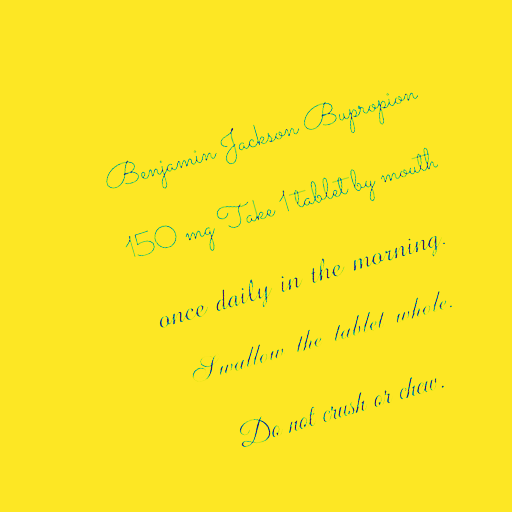 Benjamin Jackson Bupropion
150 mg Take 1 tablet by mouth
once daily in the morning.
Swallow the tablet whole.
Do not crush or chew.